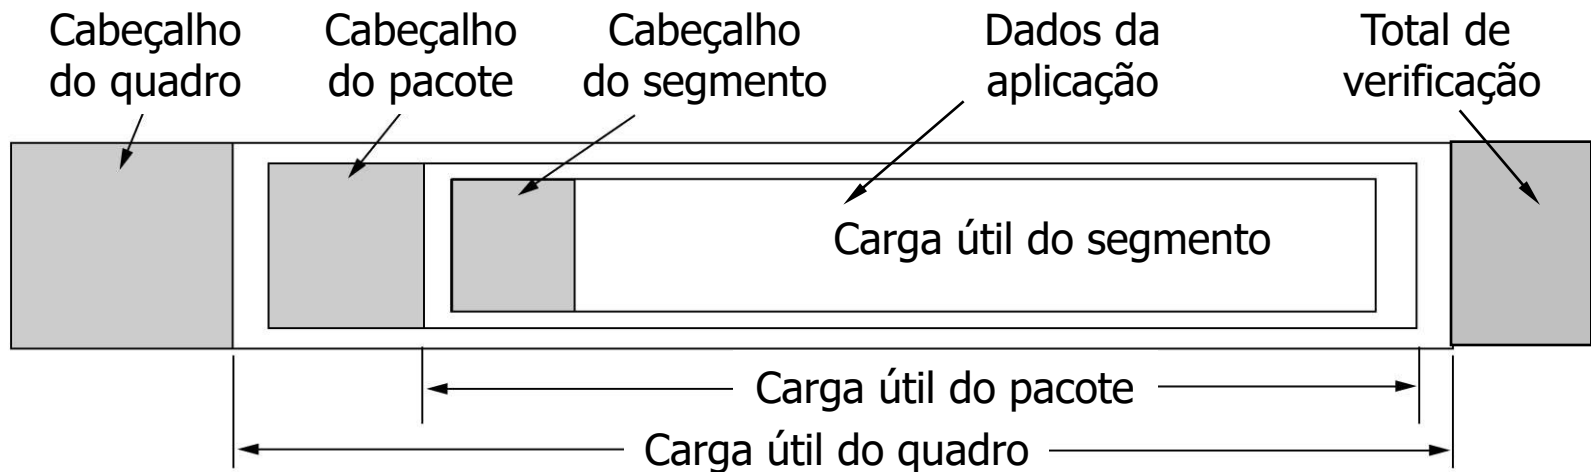 Cabeçalho
do quadro
Cabeçalho
do pacote
Cabeçalho
do segmento
Dados da
aplicação
Total de
verificação
Carga útil do segmento
Carga útil do pacote
Carga útil do quadro